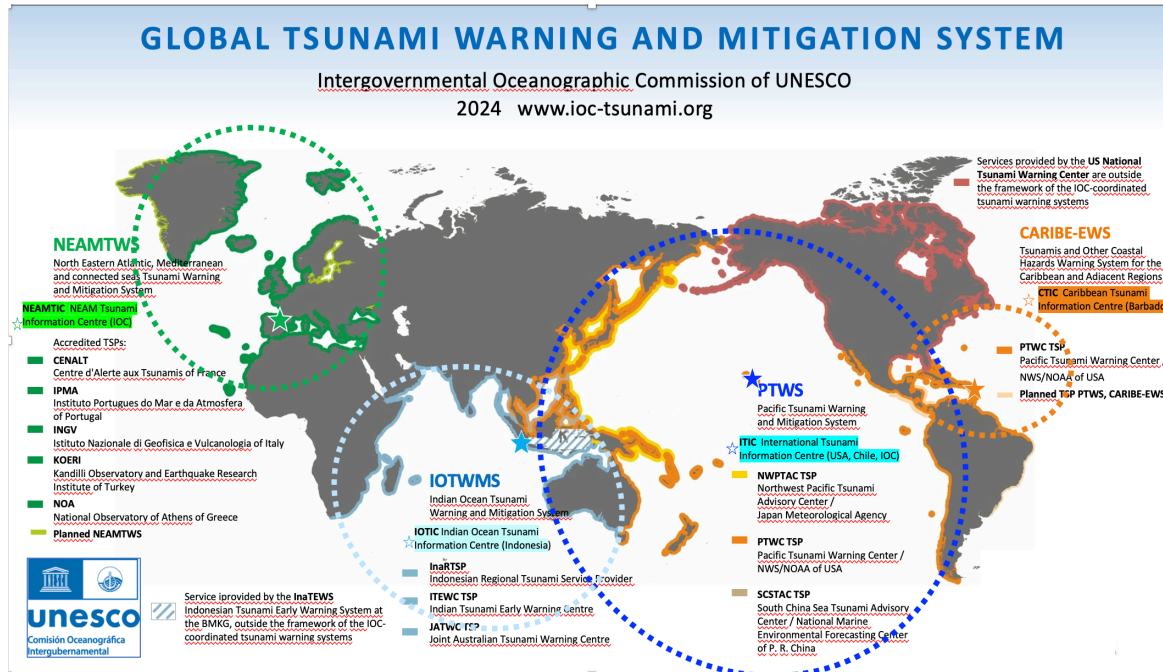 GLOBAL TSUNAMI WARNING AND MITIGATION SYSTEM
Intergovernmental Oceanographic Commission of UNESCO
2024 www.ioc-tsunami.org
Services provided by the US National
Tsunami Warning Center are outside
the framework of the IOC-coordinated
tsunami warning systems
NEAMTWS
North Eastern Atlantic, Mediterranean
and connected seas Tsunami Warning
and Mitigation System
NEAMTIC NEAM Tsunami
Information Centre (IOC)
Accredited TSPs:
CENALT
Centre d'Alerte aux Tsunamis of France
IPMA
Instituto Portugues do Mar e da Atmosfera
of Portugal
INGV
Istituto Nazionale di Geofisica e Vulcanologia of Italy
KOERI
Kandilli Observatory and Earthquake Research
Institute of Turkey
NOA
National Observatory of Athens of Greece
Planned NEAMTWS
CARIBE-EWS
Tsunamis and Other Coastal
Hazards Warning System for the
Caribbean and Adjacent Regions
CTIC Caribbean Tsunami
Information Centre (Barbado
PTWC TSP
Pacific Tsunami Warning Center
NWS/NOAA of USA
Planned TSP PTWS, CARIBE-EWS
PTWS
Pacific Tsunami Warning
and Mitigation System
ITIC International Tsunami
Information Centre (USA, Chile, IOC)
NWPTAC TSP
Northwest Pacific Tsunami
Advisory Center /
Japan Meteorological Agency
PTWC TSP
Pacific Tsunami Warning Center /
NWS/NOAA of USA
SCSTAC TSP
South China Sea Tsunami Advisory
Center / National Marine
Environmental Forecasting Center
of P. R. China
IOTWMS
Indian Ocean Tsunami
Warning and Mitigation System
IOTIC Indian Ocean Tsunami
Information Centre (Indonesia)
InaRTSP
Indonesian Regional Tsunami Service Provider
ITEWC TSP
Indian Tsunami Early Warning Centre
JATWC TSP
Joint Australian Tsunami Warning Centre
Service iprovided by the InaTEWS
Indonesian Tsunami Early Warning System at
the BMKG, outside the framework of the IOC-
coordinated tsunami warning systems
unesco
Comisión Oceanográfica
Intergubernamental